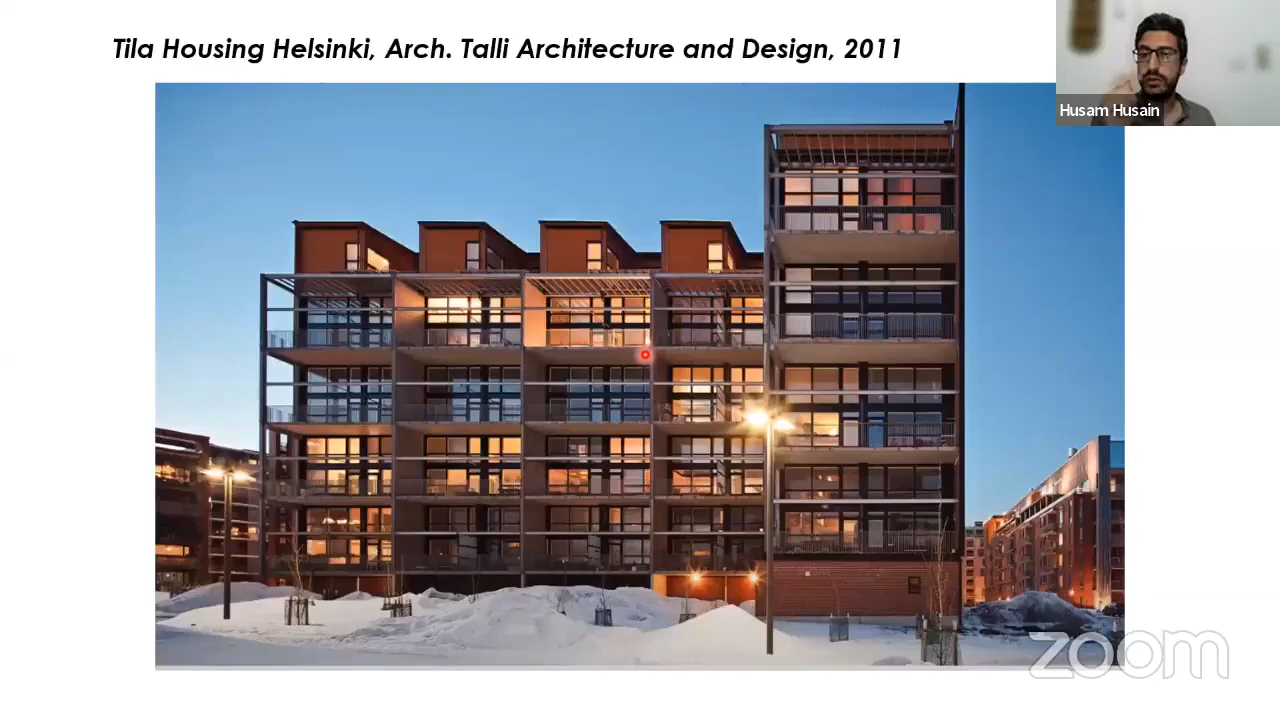 Tila Housing Helsinki, Arch. Talli Architecture and Design, 2011
Husam Husain
zoom